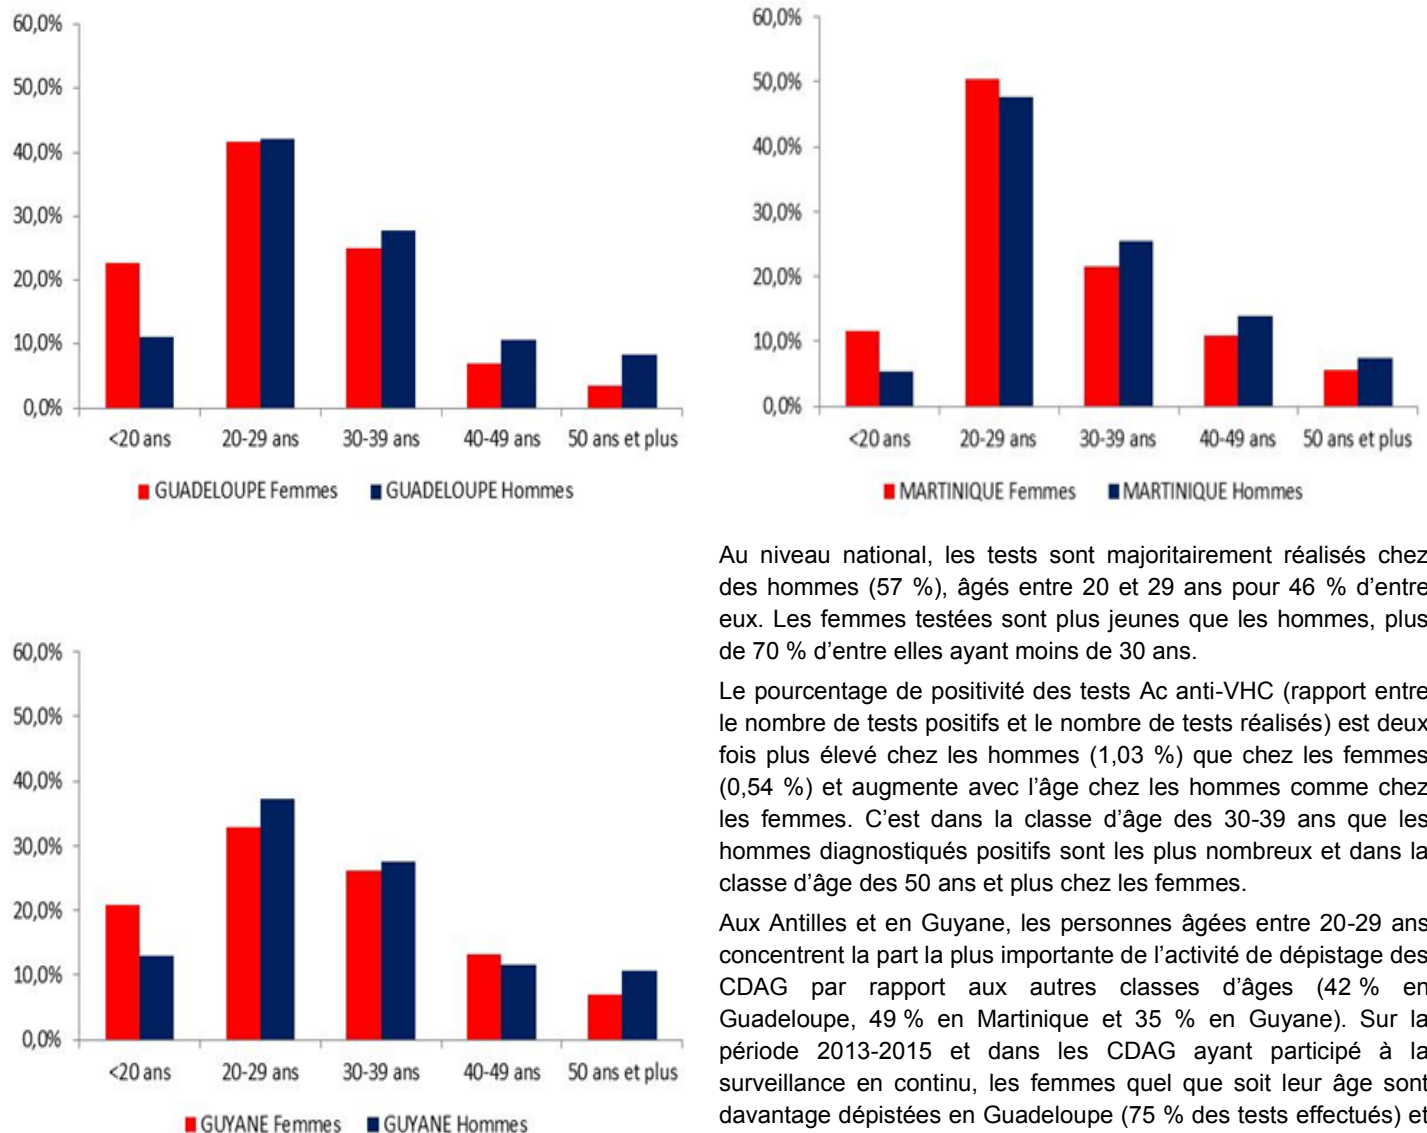 60,0%
50,0%
40,0%
30,0%
20,0%
10,0%
0,0%
<20 ans 20-29 ans 30-39 ans 40-49 ans 50 ans et plus
GUADELOUPE Femmes GUADELOUPE Hommes
60,0%
50,0%
40,0%
30,0%
20,0%
10,0%
0,0%
<20 ans 20-29 ans 30-39 ans 40-49 ans 50 ans et plus
MARTINIQUE Femmes MARTINIQUE Hommes
60,0%
50,0%
40,0%
30,0%
20,0%
10,0%
0,0%
<20 ans 20-29 ans 30-39 ans 40-49 ans 50 ans et plus
GUYANE Femmes GUYANE Hommes
Au niveau national, les tests sont majoritairement réalisés chez
des hommes (57 %), âgés entre 20 et 29 ans pour 46 % d'entre
eux. Les femmes testées sont plus jeunes que les hommes, plus
de 70 % d'entre elles ayant moins de 30 ans.
Le pourcentage de positivité des tests Ac anti-VHC (rapport entre
le nombre de tests positifs et le nombre de tests réalisés) est deux
fois plus élevé chez les hommes (1,03 %) que chez les femmes
(0,54 %) et augmente avec l'âge chez les hommes comme chez
les femmes. C'est dans la classe d'âge des 30-39 ans que les
hommes diagnostiqués positifs sont les plus nombreux et dans la
classe d'âge des 50 ans et plus chez les femmes.
Aux Antilles et en Guyane, les personnes âgées entre 20-29 ans
concentrent la part la plus importante de l'activité de dépistage des
CDAG par rapport aux autres classes d'âges (42 % en
Guadeloupe, 49 % en Martinique et 35 % en Guyane). Sur la
période 2013-2015 et dans les CDAG ayant participé à la
surveillance en continu, les femmes quel que soit leur âge sont
davantage dépistées en Guadeloupe (75 % des tests effectués) et